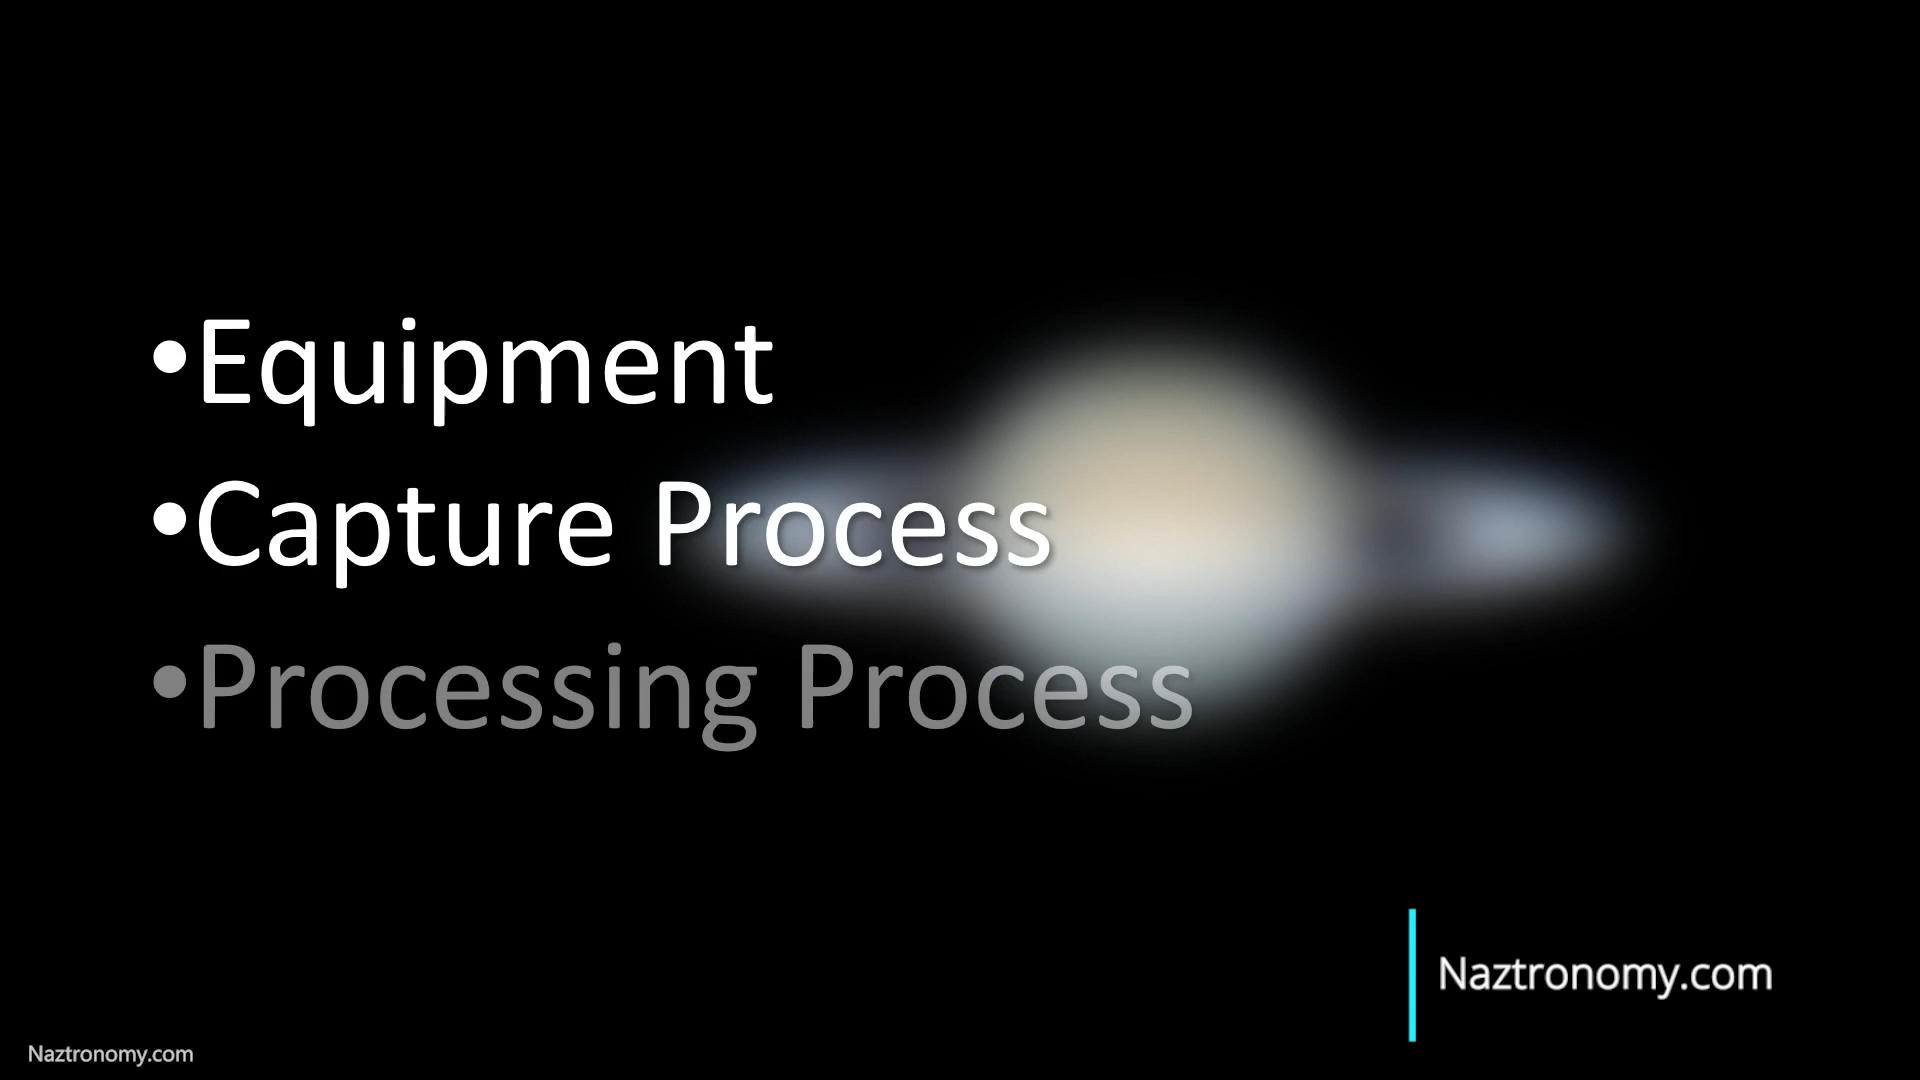 •Equipment
•Capture Process
•Processing Process
Naztronomy.com
Naztronomy.com